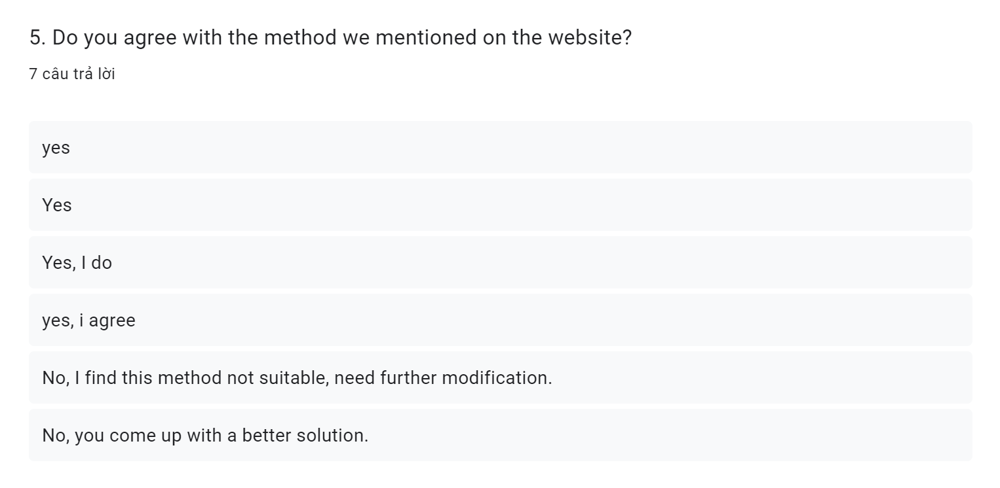 5. Do you agree with the method we mentioned on the website?
7 câu trả lời
yes
Yes
Yes, I do
yes, i agree
No, I find this method not suitable, need further modification.
No, you come up with a better solution.